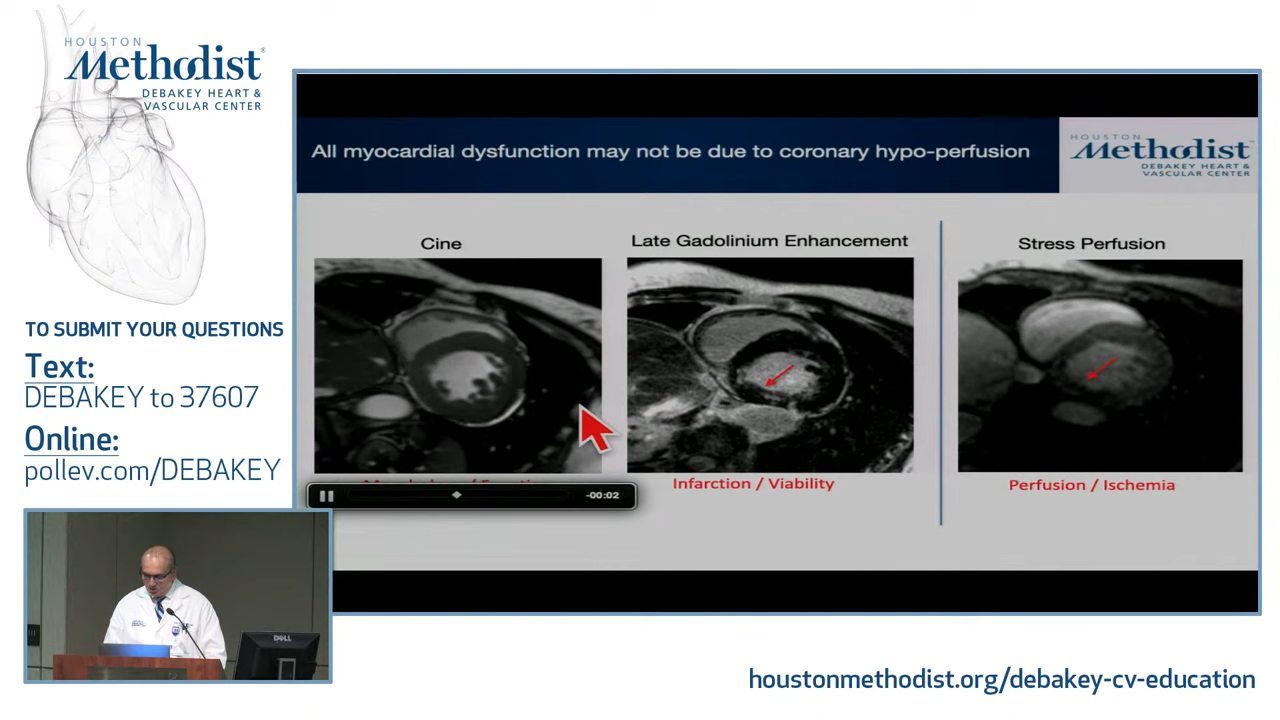 HOUSTON
Methodist
DEBAKEY HEART &
VASCULAR CENTER
TO SUBMIT YOUR QUESTIONS
Text:
DEBAKEY to 37607
Online:
pollev.com/DEBAKEY
All myocardial dysfunction may not be due to coronary hypo-perfusion
HOUSTON
Methodist
DEBAKEY HEART &
VASCULAR CENTER
Cine
Late Gadolinium Enhancement
Stress Perfusion
Infarction / Viability
Perfusion / Ischemia
-00:02
DELL
houstonmethodist.org/debakey-cv-education